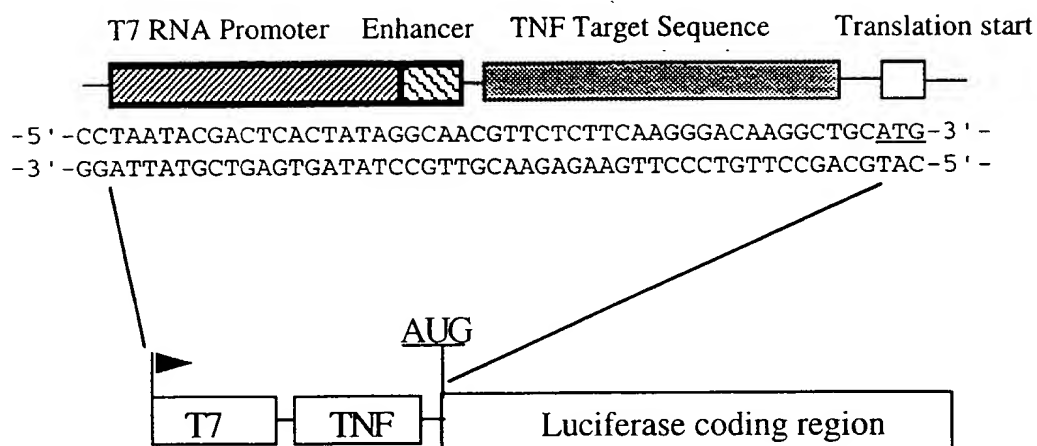 T7 RNA Promoter Enhancer TNF Target Sequence Translation start
-5'-CCTAATACGACTCACTATAGGCAACGTTCTCTTCAAGGGACAAGGCTGCATG-3'-
-3'-GGATTATGCTGAGTGATATCCGTTGCAAGAGAAGTTCCCTGTTCCGACGTAC-5'-
AUG
T7 TNF Luciferase coding region